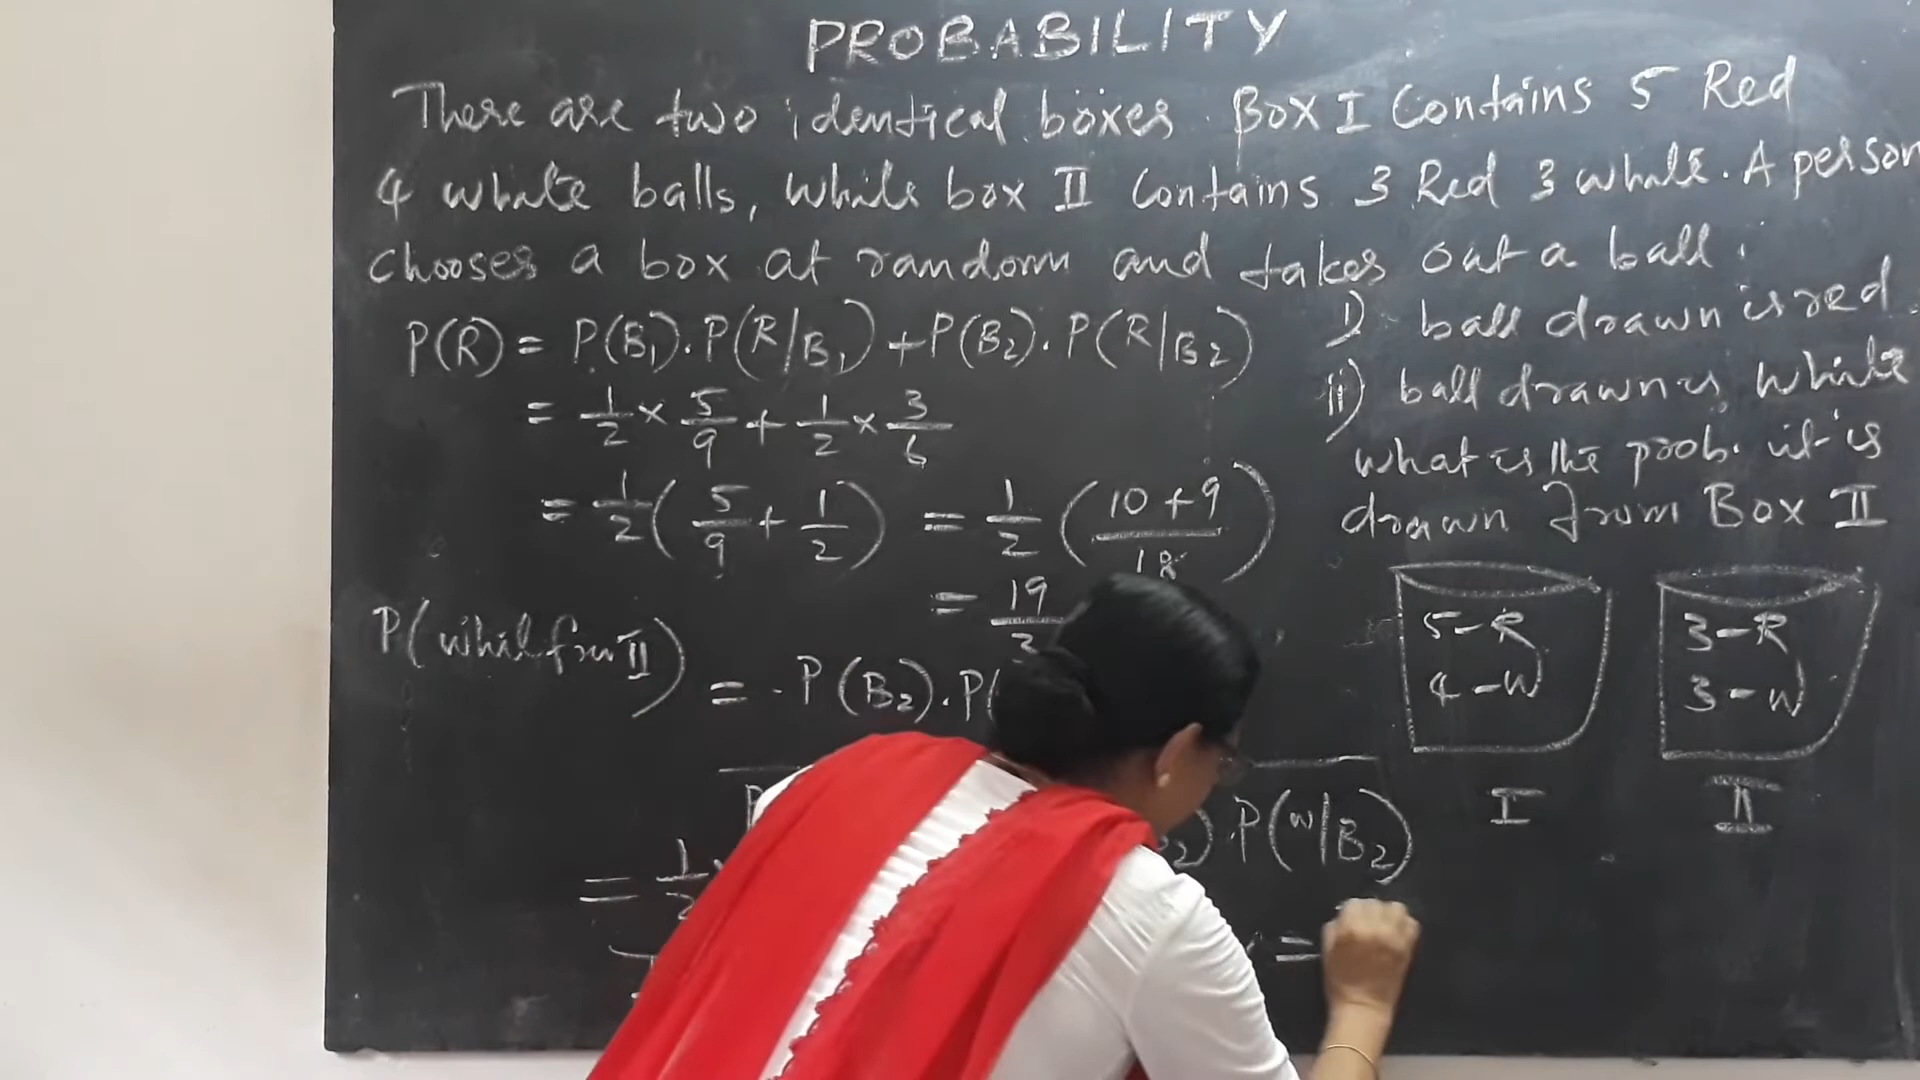 PROBABILITY
There are two identical boxes. Box I Contains 5 Red
4 white balls, while box II Contains 3 Red 3 white. A person
chooses a box at random and takes out a ball.
P(R) = P(B₁).P(R/B₁) + P(B₂).P(R/B₂)
= 1/2 × 5/9 + 1/2 × 3/6
= 1/2 ( 5/9 + 1/2 ) = 1/2 ( 10 + 9 / 18 )
= 19
P( white from II ) = P(B₂).P(
P(W/B₂)
= 1/2
=
i) ball drawn is red.
ii) ball drawn is white
what is the prob. it is
drawn from Box II
5-R
4-W
I
3-R
3-W
II